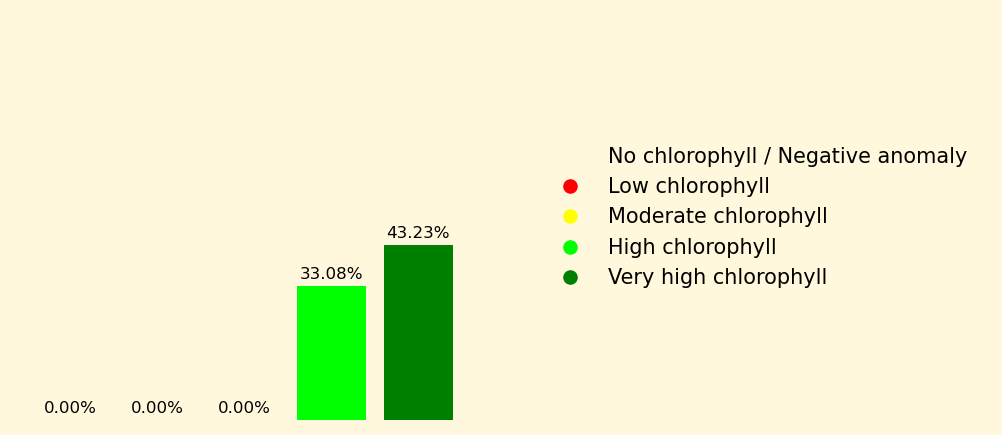 No chlorophyll / Negative anomaly
Low chlorophyll
Moderate chlorophyll
High chlorophyll
Very high chlorophyll
43.23%
33.08%
0.00% 0.00% 0.00%